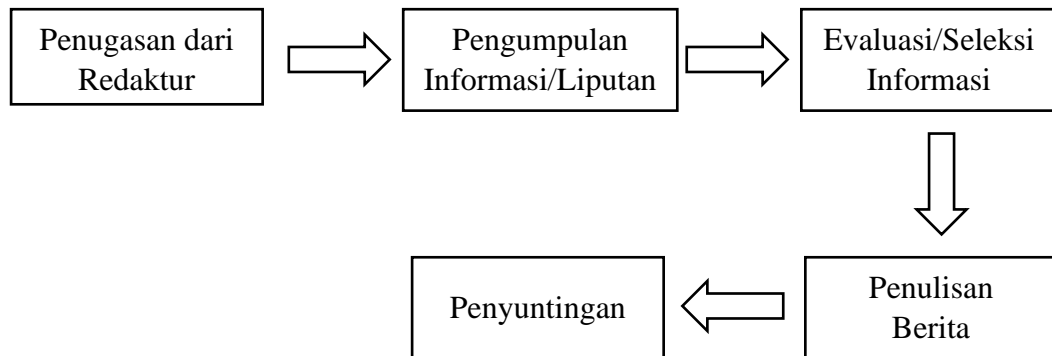 Penugasan dari
Redaktur
Pengumpulan
Informasi/Liputan
Evaluasi/Seleksi
Informasi
Penulisan
Berita
Penyuntingan